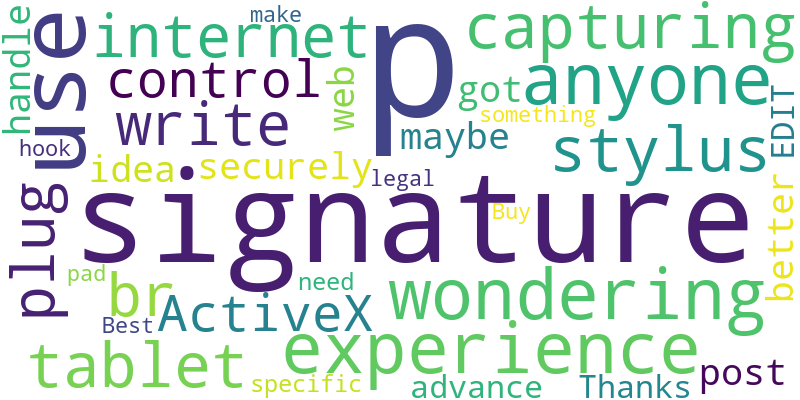 make
handle
use
internet
p
capturing
control
web
got
anyone
something
write
maybe
stylus
EDIT
hook
idea
securely
legal
plug
signature
Buy
better
pad
br
need
wondering
Best
ActiveX
experience
tablet
specific
advance
Thanks
post